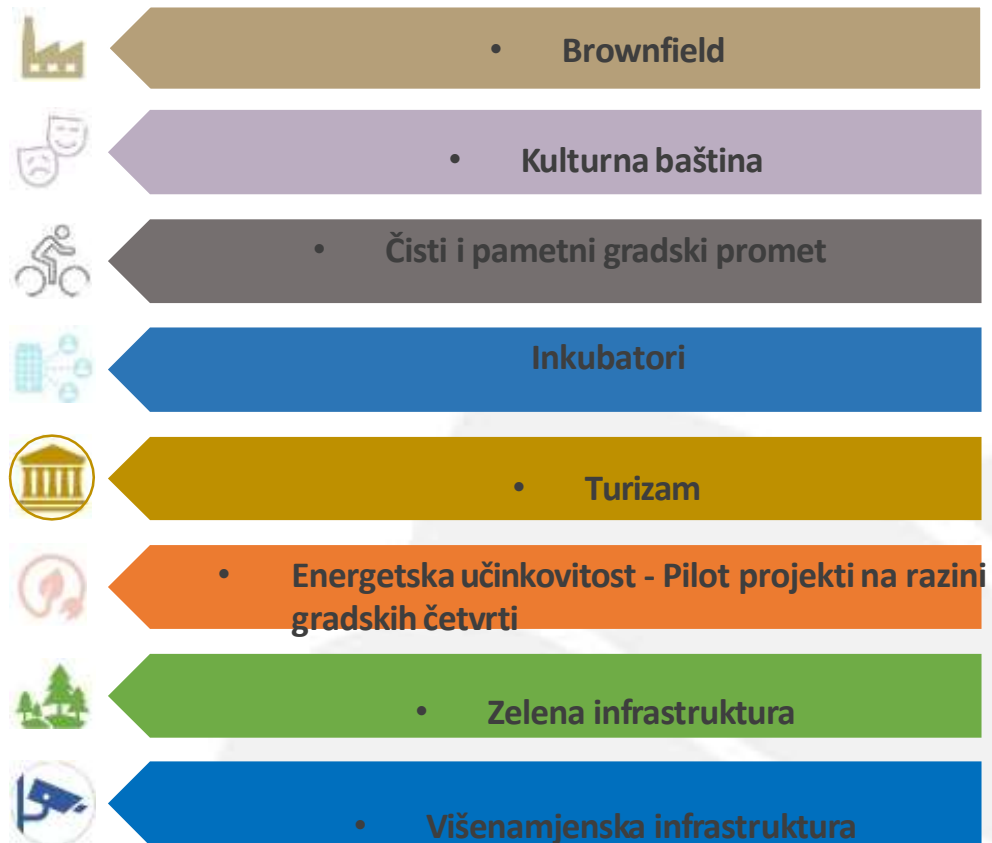 • Brownfield
• Kulturna baština
• Čisti i pametni gradski promet
Inkubatori
• Turizam
• Energetska učinkovitost - Pilot projekti na razini
gradskih četvrti
• Zelena infrastruktura
• Višenamjenska infrastruktura